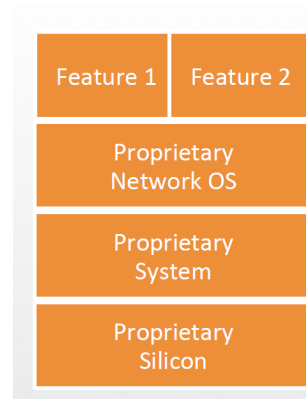 Feature 1
Feature 2
Proprietary
Network OS
Proprietary
System
Proprietary
Silicon